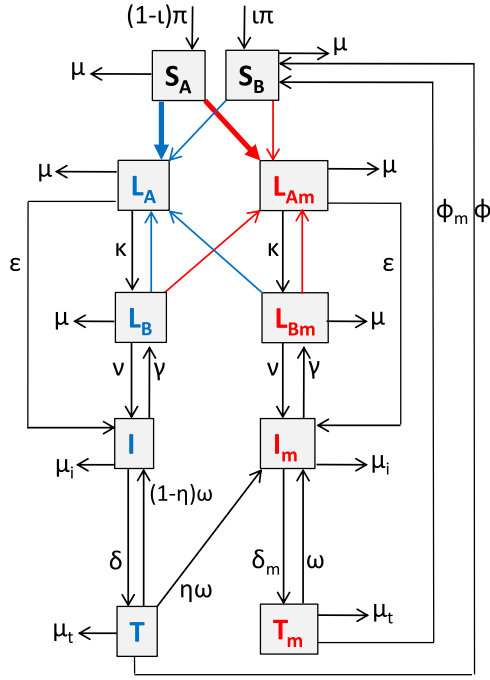 (1-ι)π ιπ
μ S_A S_B μ
μ L_A L_Am μ
ε κ κ ε ϕ_m ϕ
μ L_B L_Bm μ
ν γ ν γ
I I_m
μ_i (1-η)ω μ_i
δ ηω δ_m ω
μ_t T T_m μ_t